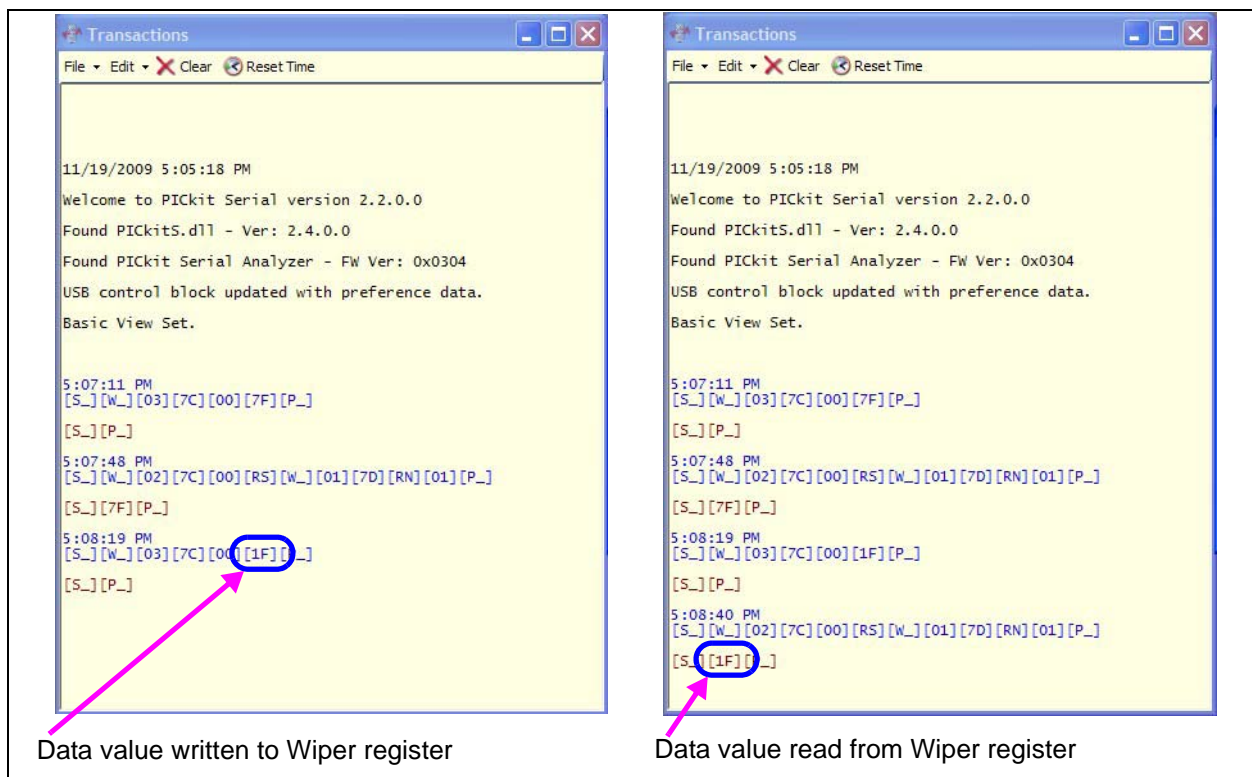 Transactions
File Edit Clear Reset Time
11/19/2009 5:05:18 PM
Welcome to PICkit Serial version 2.2.0.0
Found PICkitS.dll - Ver: 2.4.0.0
Found PICkit Serial Analyzer - FW Ver: 0x0304
USB control block updated with preference data.
Basic View Set.
5:07:11 PM
[S_][W_][03][7C][00][7F][P_]
[S_][P_]
5:07:48 PM
[S_][W_][02][7C][00][RS][W_][01][7D][RN][01][P_]
[S_][7F][P_]
5:08:19 PM
[S_][W_][03][7C][00][1F][P_]
[S_][P_]
Data value written to Wiper register
Transactions
File Edit Clear Reset Time
11/19/2009 5:05:18 PM
Welcome to PICkit Serial version 2.2.0.0
Found PICkitS.dll - Ver: 2.4.0.0
Found PICkit Serial Analyzer - FW Ver: 0x0304
USB control block updated with preference data.
Basic View Set.
5:07:11 PM
[S_][W_][03][7C][00][7F][P_]
[S_][P_]
5:07:48 PM
[S_][W_][02][7C][00][RS][W_][01][7D][RN][01][P_]
[S_][7F][P_]
5:08:19 PM
[S_][W_][03][7C][00][1F][P_]
[S_][P_]
5:08:40 PM
[S_][W_][02][7C][00][RS][W_][01][7D][RN][01][P_]
[S_][1F][P_]
Data value read from Wiper register